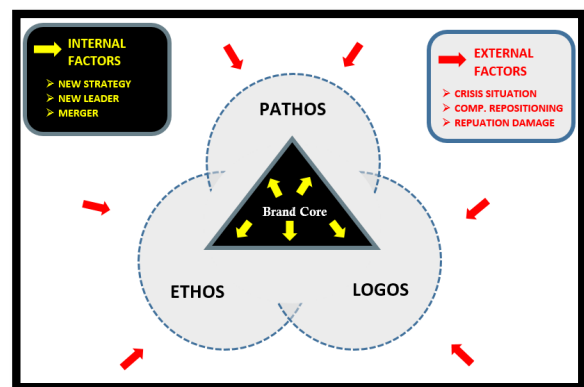 INTERNAL
FACTORS
NEW STRATEGY
NEW LEADER
MERGER
EXTERNAL
FACTORS
CRISIS SITUATION
COMP. REPOSITIONING
REPUATION DAMAGE
PATHOS
Brand Core
ETHOS
LOGOS